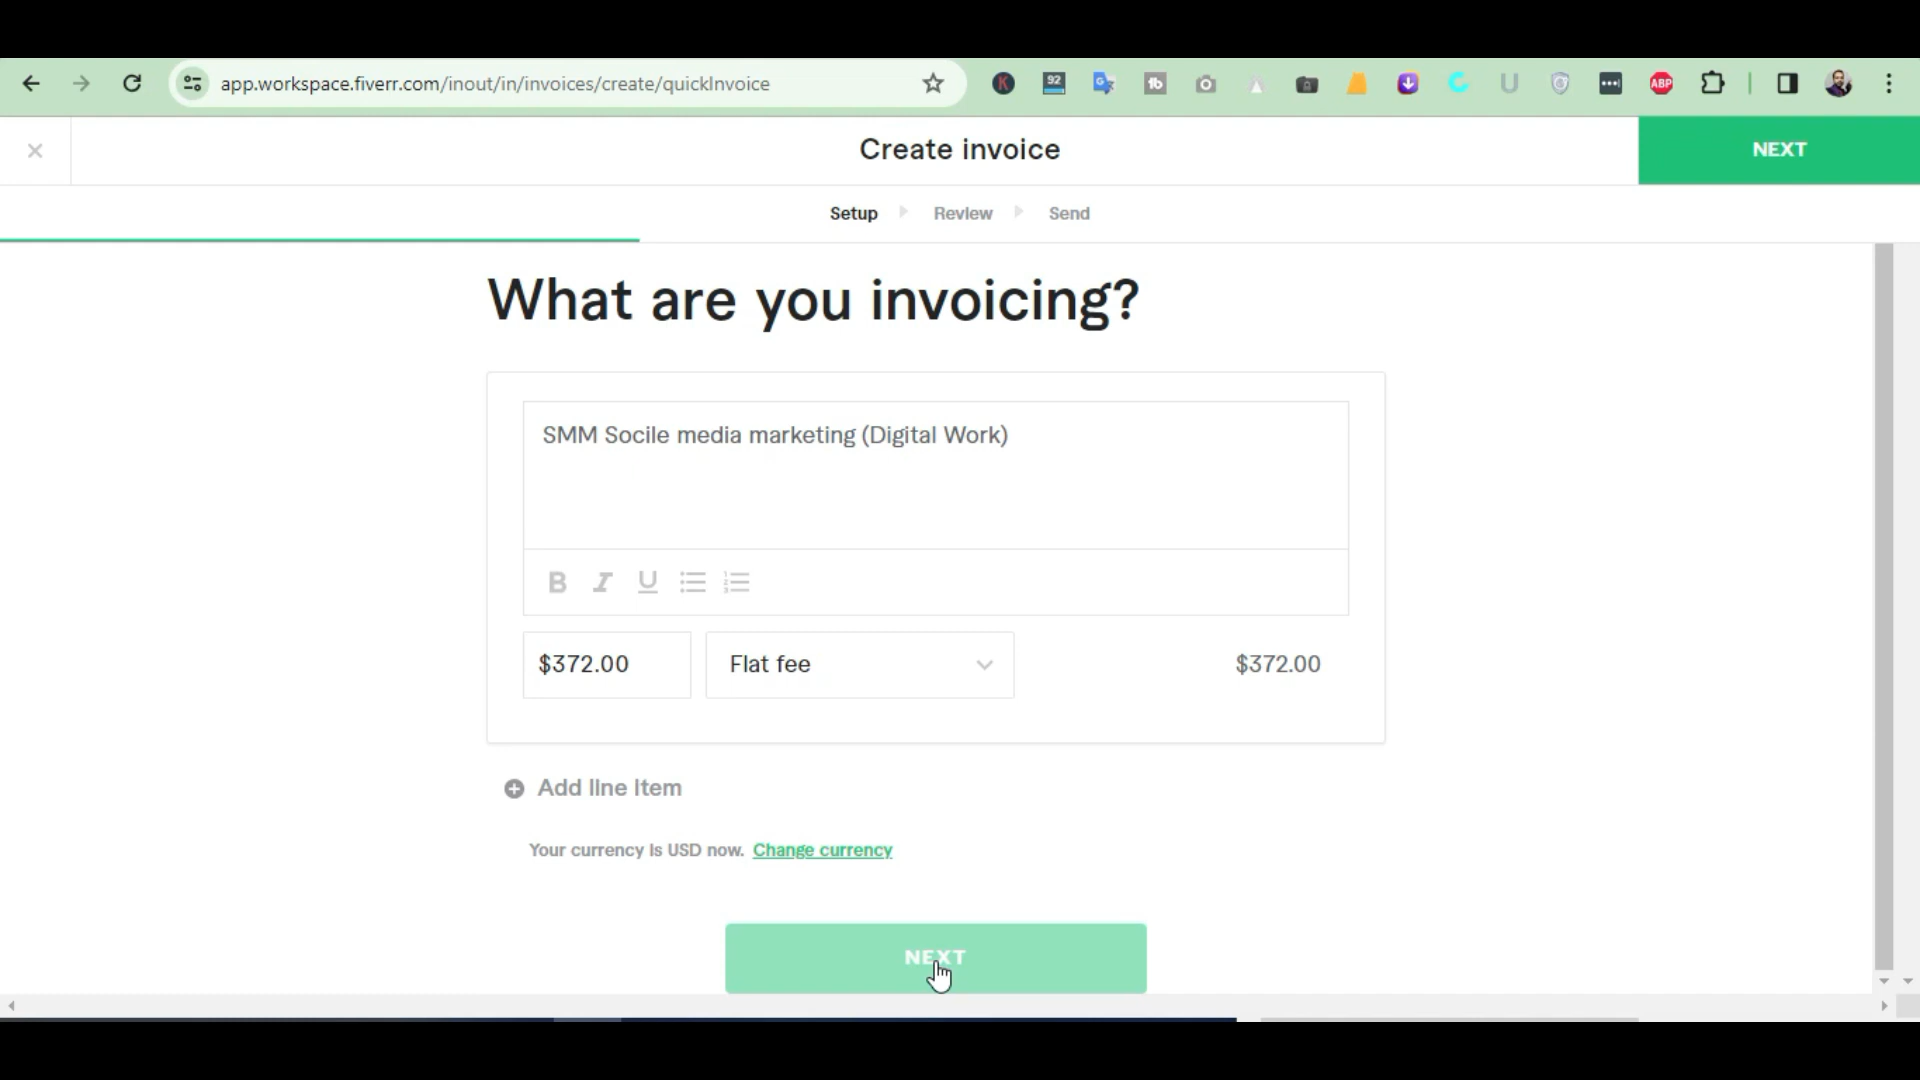 app.workspace.fiverr.com/inout/in/invoices/create/quickInvoice
92
ABP
Create invoice
NEXT
Setup
Review
Send
What are you invoicing?
SMM Socile media marketing (Digital Work)
B I U
$372.00
Flat fee
$372.00
Add line item
Your currency is USD now. Change currency
NEXT